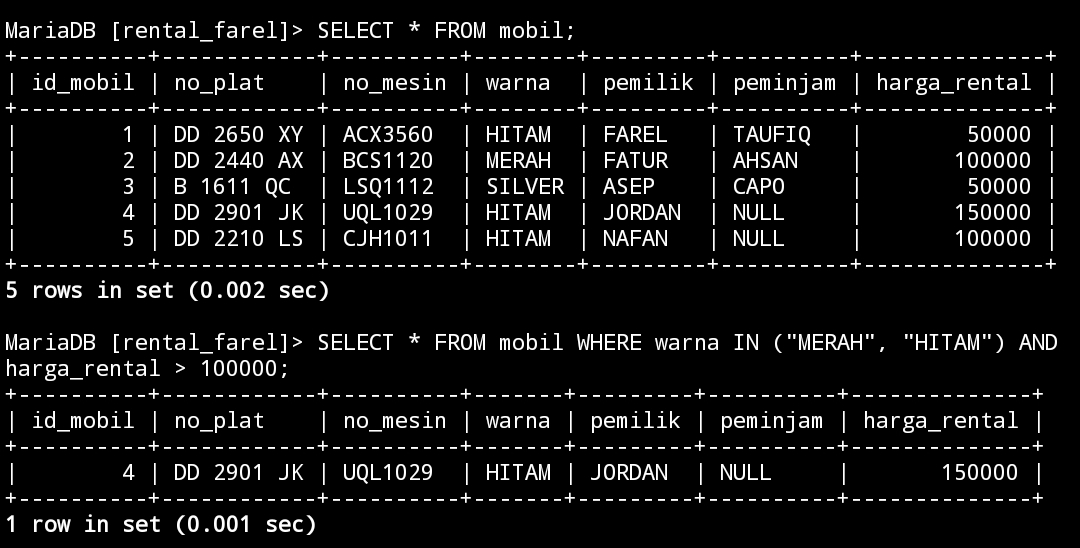 MariaDB [rental_farel]> SELECT * FROM mobil;
+----------+------------+----------+--------+---------+----------+--------------+
| id_mobil | no_plat    | no_mesin | warna  | pemilik | peminjam | harga_rental |
+----------+------------+----------+--------+---------+----------+--------------+
|        1 | DD 2650 XY | ACX3560  | HITAM  | FAREL   | TAUFIQ   |        50000 |
|        2 | DD 2440 AX | BCS1120  | MERAH  | FATUR   | AHSAN    |       100000 |
|        3 | B 1611 QC  | LSQ1112  | SILVER | ASEP    | CAPO     |        50000 |
|        4 | DD 2901 JK | UQL1029  | HITAM  | JORDAN  | NULL     |       150000 |
|        5 | DD 2210 LS | CJH1011  | HITAM  | NAFAN   | NULL     |       100000 |
+----------+------------+----------+--------+---------+----------+--------------+
5 rows in set (0.002 sec)
MariaDB [rental_farel]> SELECT * FROM mobil WHERE warna IN ("MERAH", "HITAM") AND
harga_rental > 100000;
+----------+------------+----------+-------+---------+----------+--------------+
| id_mobil | no_plat    | no_mesin | warna | pemilik | peminjam | harga_rental |
+----------+------------+----------+-------+---------+----------+--------------+
|        4 | DD 2901 JK | UQL1029  | HITAM | JORDAN  | NULL     |       150000 |
+----------+------------+----------+-------+---------+----------+--------------+
1 row in set (0.001 sec)